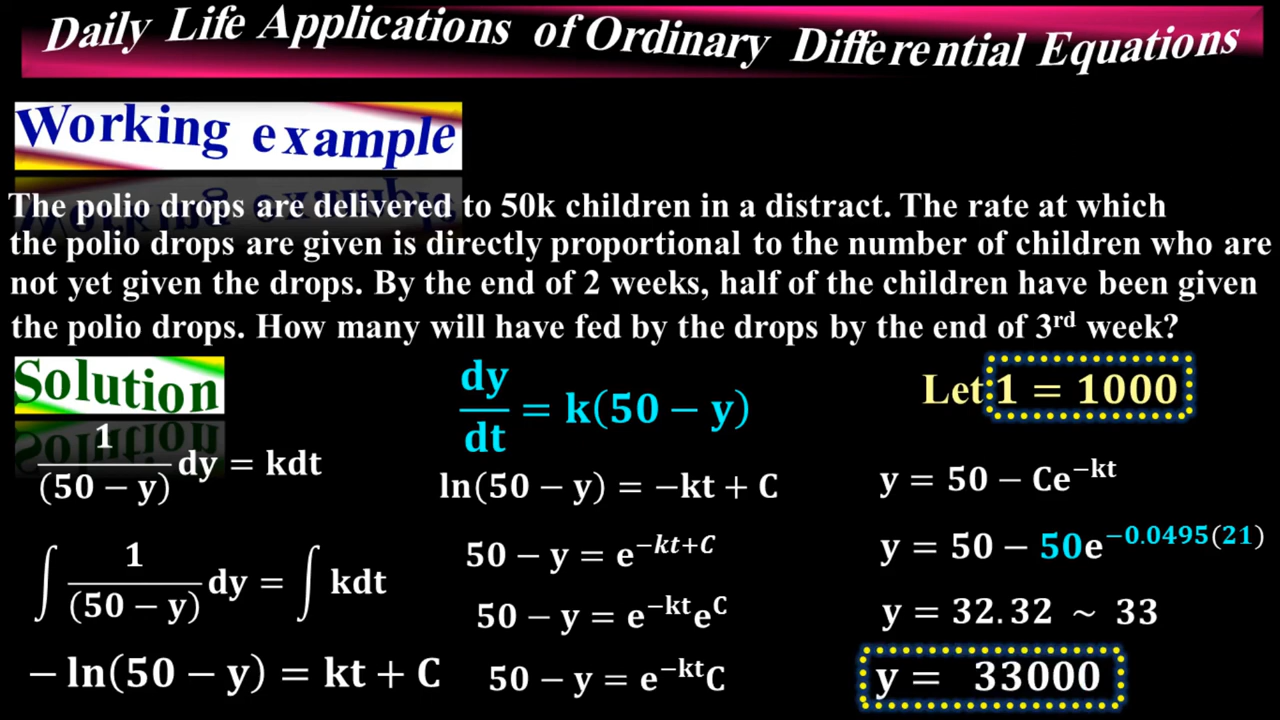 Daily Life Applications of Ordinary Differential Equations
Working example
The polio drops are delivered to 50k children in a distract. The rate at which
the polio drops are given is directly proportional to the number of children who are
not yet given the drops. By the end of 2 weeks, half of the children have been given
the polio drops. How many will have fed by the drops by the end of 3rd week?
Solution
dy/dt = k(50 − y)
Let 1 = 1000
1/(50 − y) dy = kdt
∫ 1/(50 − y) dy = ∫ kdt
− ln(50 − y) = kt + C
ln(50 − y) = −kt + C
50 − y = e^(−kt+C)
50 − y = e^(−kt) e^C
50 − y = e^(−kt) C
y = 50 − Ce^(−kt)
y = 50 − 50e^(−0.0495(21))
y = 32.32 ~ 33
y = 33000